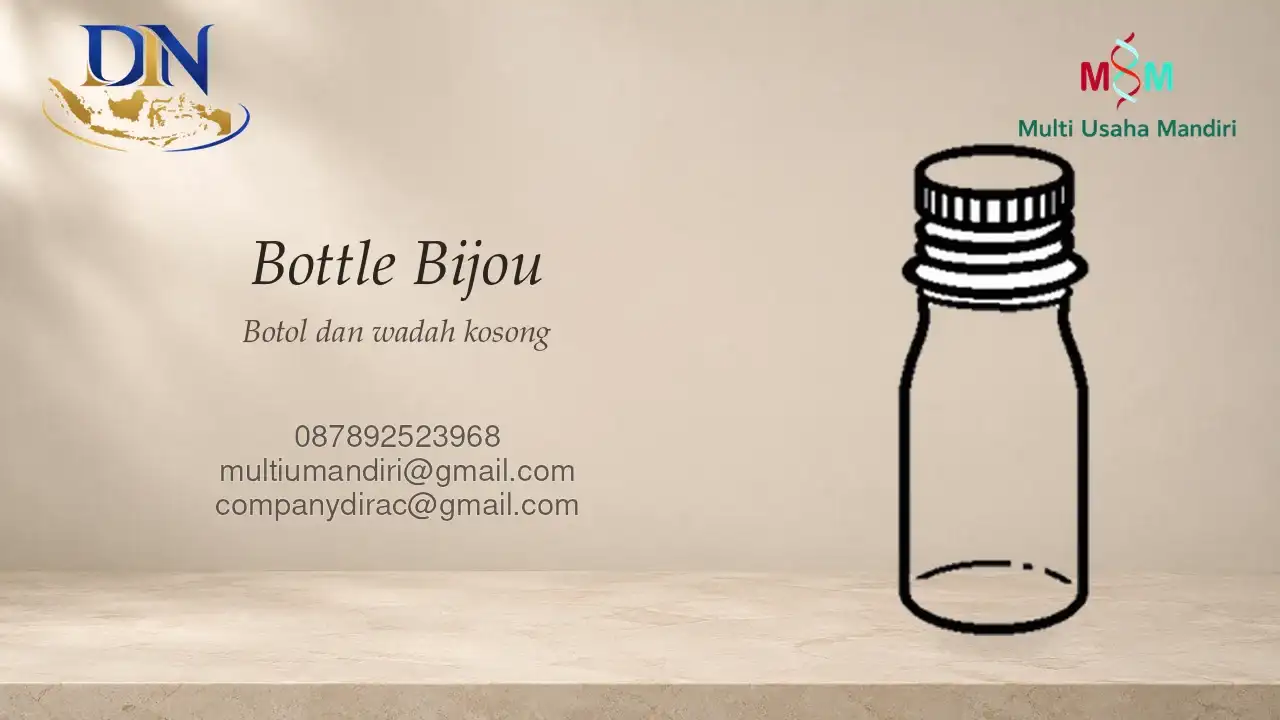 DN
MSM
Multi Usaha Mandiri
Bottle Bijou
Botol dan wadah kosong
087892523968
multiumandiri@gmail.com
companydirac@gmail.com